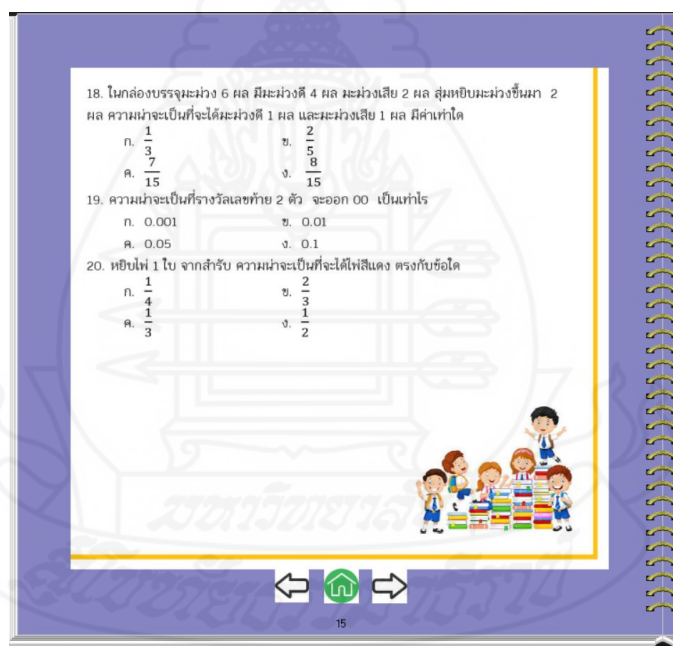 18. ในกล่องบรรจุมะม่วง 6 ผล มีมะม่วงดี 4 ผล มะม่วงเสีย 2 ผล สุ่มหยิบมะม่วงขึ้นมา 2
ผล ความน่าจะเป็นที่จะได้มะม่วงดี 1 ผล และมะม่วงเสีย 1 ผล มีค่าเท่าใด
ก. 1/3 ข. 2/5
ค. 7/15 ง. 8/15
19. ความน่าจะเป็นที่รางวัลเลขท้าย 2 ตัว จะออก 00 เป็นเท่าไร
ก. 0.001 ข. 0.01
ค. 0.05 ง. 0.1
20. หยิบไพ่ 1 ใบ จากสำรับ ความน่าจะเป็นที่จะได้ไพ่สีแดง ตรงกับข้อใด
ก. 1/4 ข. 2/3
ค. 1/3 ง. 1/2
15